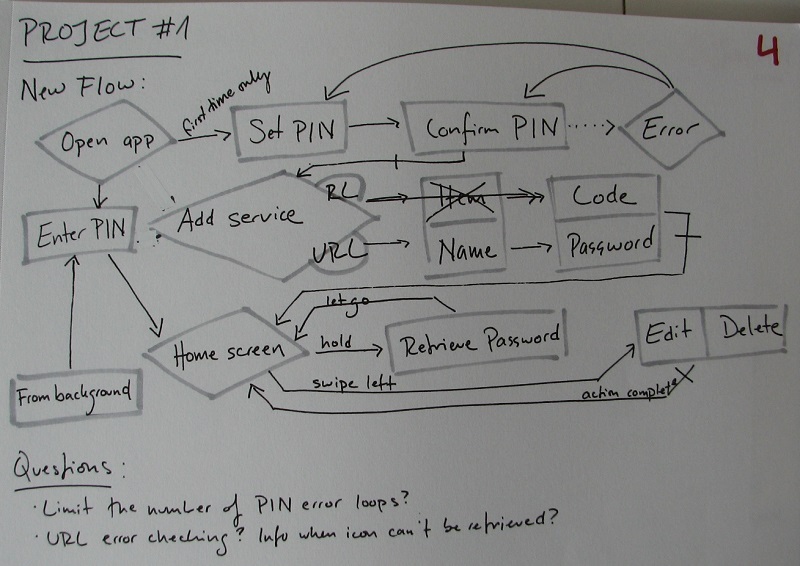 PROJECT #1
4
New Flow:
first time only
Open app
Set PIN
Confirm PIN
Error
Enter PIN
Add service
RL
Item
Code
URL
Name
Password
let go
Home screen
hold
Retrieve Password
Edit
Delete
From background
swipe left
action complete
Questions:
· Limit the number of PIN error loops?
· URL error checking? Info when icon can't be retrieved?